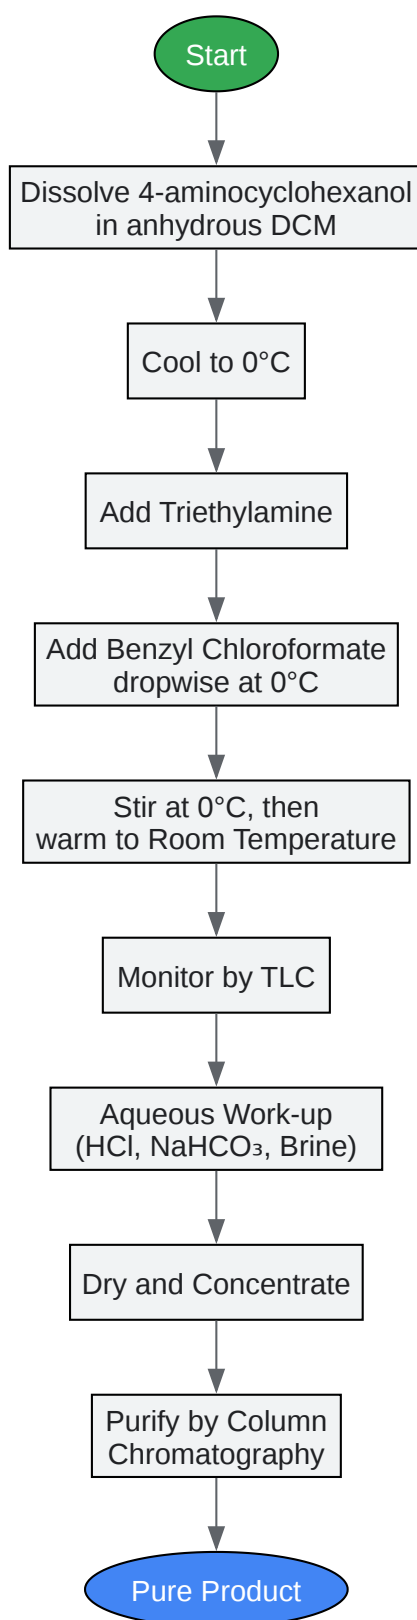 Start
Dissolve 4-aminocyclohexanol
in anhydrous DCM
Cool to 0°C
Add Triethylamine
Add Benzyl Chloroformate
dropwise at 0°C
Stir at 0°C, then
warm to Room Temperature
Monitor by TLC
Aqueous Work-up
(HCl, NaHCO₃, Brine)
Dry and Concentrate
Purify by Column
Chromatography
Pure Product